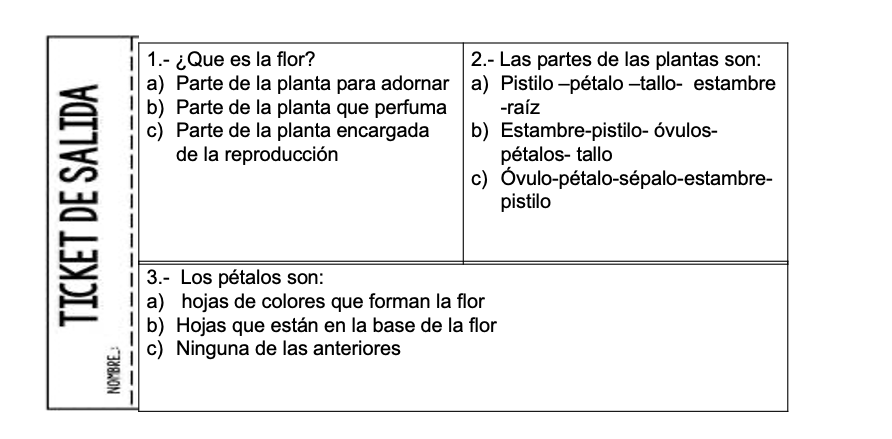 TICKET DE SALIDA
NOMBRE.:
1.- ¿Que es la flor?
a) Parte de la planta para adornar
b) Parte de la planta que perfuma
c) Parte de la planta encargada
de la reproducción
2.- Las partes de las plantas son:
a) Pistilo –pétalo –tallo- estambre
-raíz
b) Estambre-pistilo- óvulos-
pétalos- tallo
c) Óvulo-pétalo-sépalo-estambre-
pistilo
3.- Los pétalos son:
a) hojas de colores que forman la flor
b) Hojas que están en la base de la flor
c) Ninguna de las anteriores